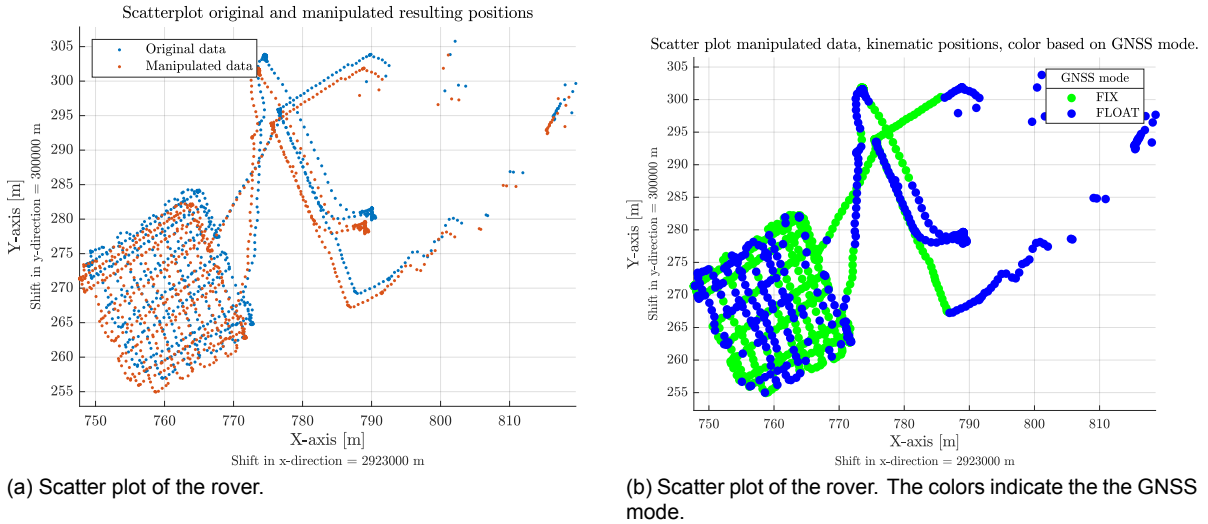 Scatterplot original and manipulated resulting positions
Original data
Manipulated data
305
300
295
290
285
280
275
270
265
260
255
Y-axis [m]
Shift in y-direction = 300000 m
750
760
770
780
790
800
810
X-axis [m]
Shift in x-direction = 2923000 m
(a) Scatter plot of the rover.
Scatter plot manipulated data, kinematic positions, color based on GNSS mode.
GNSS mode
FIX
FLOAT
305
300
295
290
285
280
275
270
265
260
255
Y-axis [m]
Shift in y-direction = 300000 m
750
760
770
780
790
800
810
X-axis [m]
Shift in x-direction = 2923000 m
(b) Scatter plot of the rover. The colors indicate the the GNSS
mode.